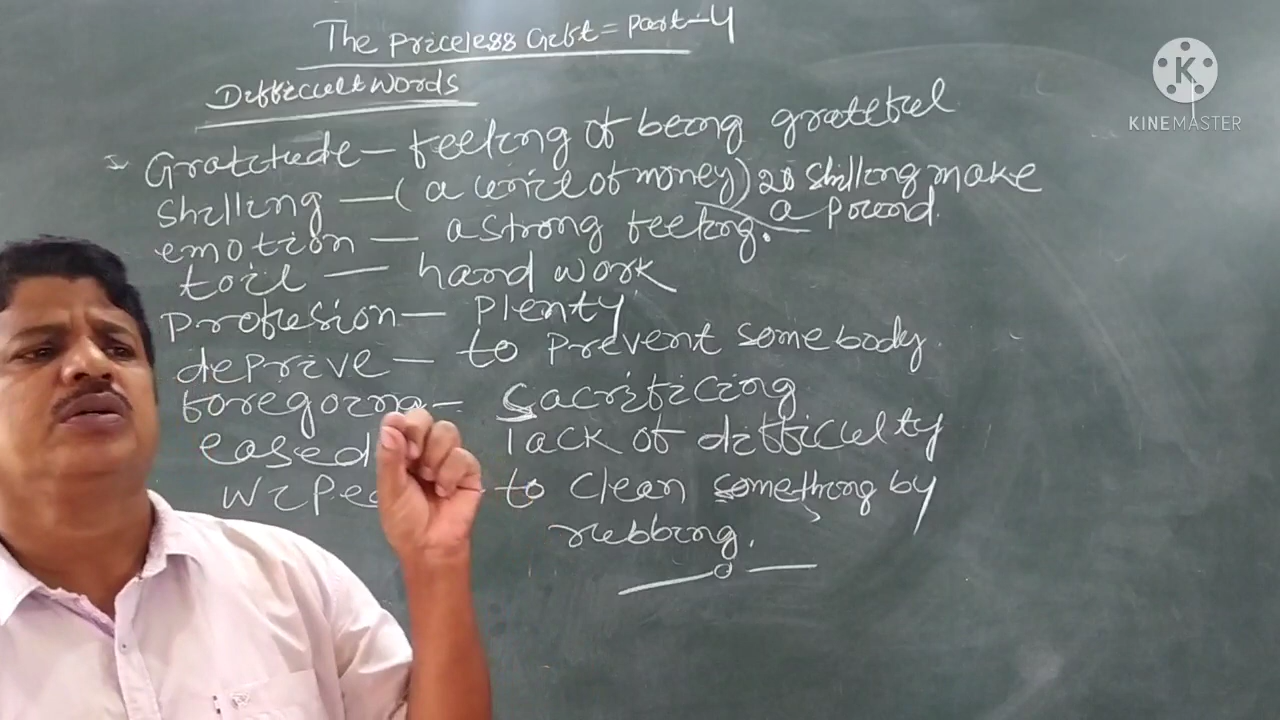 The Priceless Gift = Part-4
Difficult Words
Gratitude - feeling of being grateful
Shilling - (a unit of money) 20 Shilling make a Pound.
emotion - a strong feeling.
toil - hard work
Profusion - Plenty
deprive - to Prevent somebody.
foregoing - Sacrificing
eased lack of difficulty
to clean something by
rubbing.
KINEMASTER